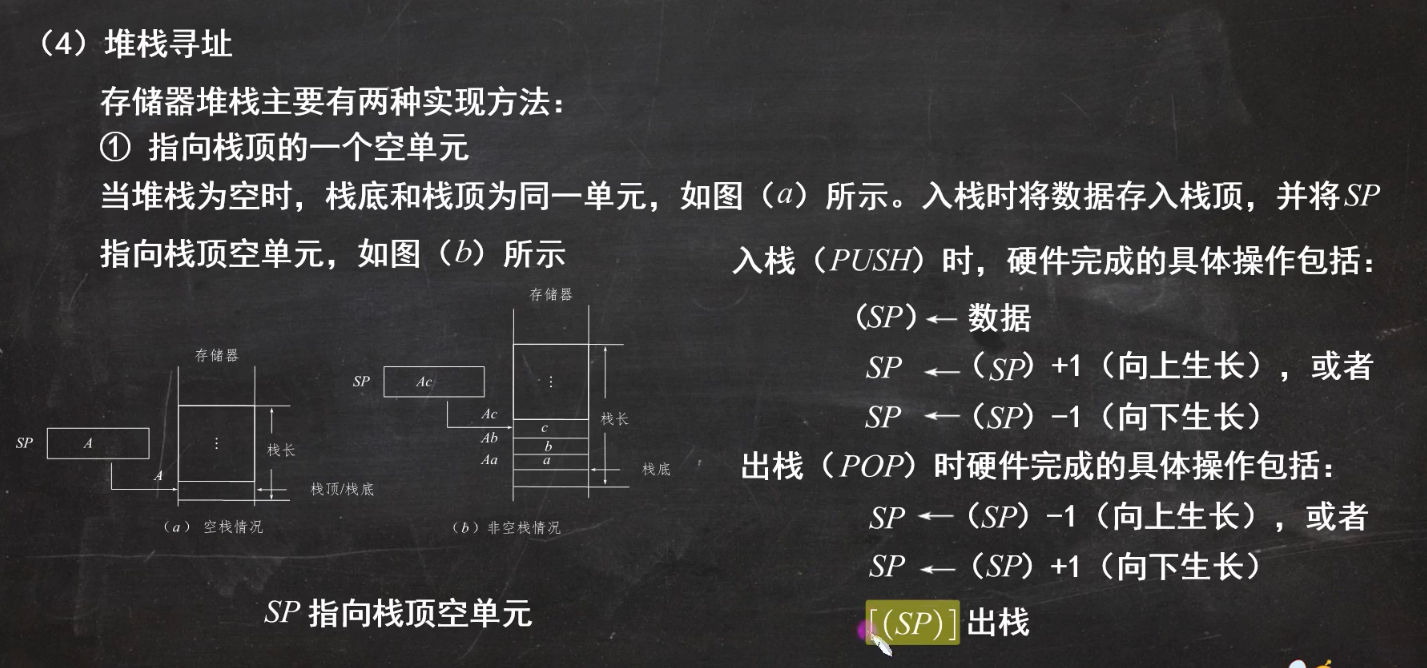 （4）堆栈寻址
存储器堆栈主要有两种实现方法：
① 指向栈顶的一个空单元
当堆栈为空时，栈底和栈顶为同一单元，如图（a）所示。入栈时将数据存入栈顶，并将SP
指向栈顶空单元，如图（b）所示
入栈（PUSH）时，硬件完成的具体操作包括：
（SP）← 数据
SP ←（SP）+1（向上生长），或者
SP ←（SP）-1（向下生长）
出栈（POP）时硬件完成的具体操作包括：
SP ←（SP）-1（向上生长），或者
SP ←（SP）+1（向下生长）
[(SP)] 出栈
存储器
SP
A
A
⋮
栈长
栈顶/栈底
（a） 空栈情况
存储器
SP
Ac
Ac
Ab
Aa
⋮
c
b
a
栈长
栈底
（b）非空栈情况
SP 指向栈顶空单元